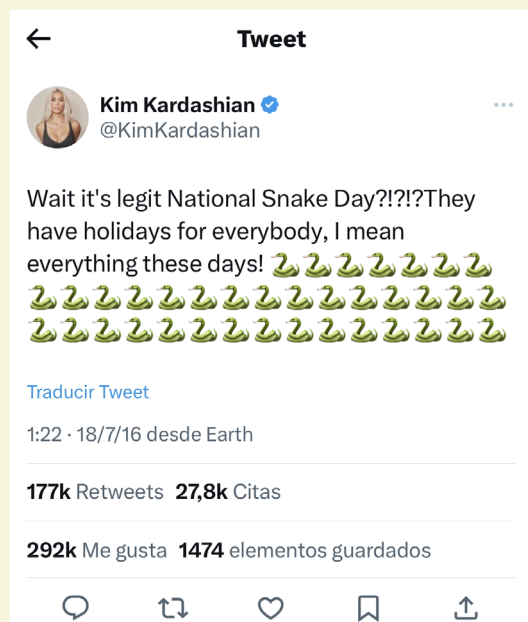 Tweet
Kim Kardashian
@KimKardashian
Wait it's legit National Snake Day?!?!?They
have holidays for everybody, I mean
everything these days! 🐍🐍🐍🐍🐍🐍🐍
🐍🐍🐍🐍🐍🐍🐍🐍🐍🐍🐍🐍🐍🐍🐍
🐍🐍🐍🐍🐍🐍🐍🐍🐍🐍🐍🐍🐍🐍🐍
Traducir Tweet
1:22 · 18/7/16 desde Earth
177k Retweets 27,8k Citas
292k Me gusta 1474 elementos guardados